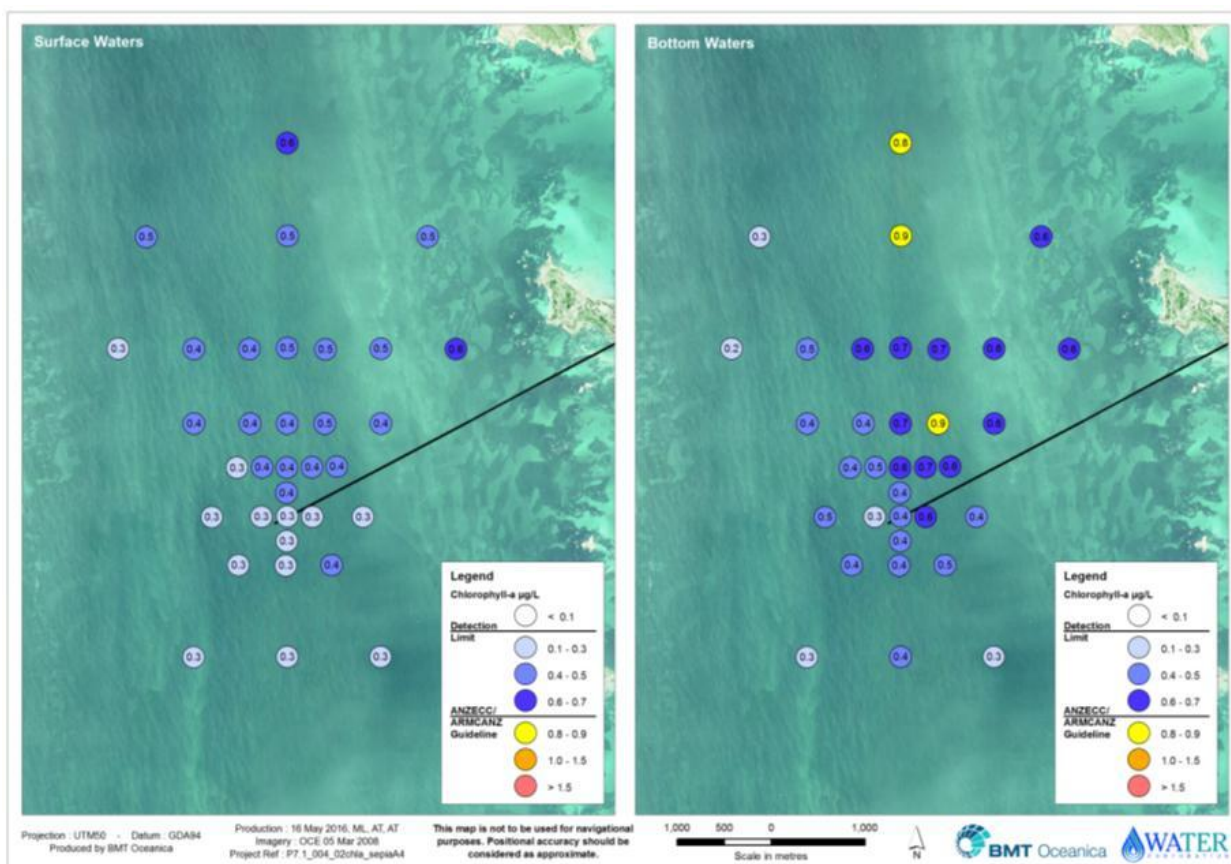 Surface Waters
0.6
0.5 0.5 0.5
0.3 0.4 0.4 0.5 0.5 0.5 0.6
0.4 0.4 0.4 0.5 0.4
0.3 0.4 0.4 0.4 0.4
0.4
0.3 0.3 0.3 0.3 0.3
0.3
0.3 0.3 0.4
0.3 0.3 0.3
Legend
Chlorophyll-a µg/L
< 0.1
Detection
Limit
0.1 - 0.3
0.4 - 0.5
0.6 - 0.7
ANZECC/
ARMCANZ
Guideline
0.8 - 0.9
1.0 - 1.5
> 1.5
Bottom Waters
0.8
0.3 0.9 0.6
0.2 0.5 0.6 0.7 0.7 0.6 0.6
0.4 0.4 0.7 0.9 0.6
0.4 0.5 0.6 0.7 0.6
0.4
0.5 0.3 0.4 0.6 0.4
0.4
0.4 0.4 0.5
0.3 0.4 0.3
Legend
Chlorophyll-a µg/L
< 0.1
Detection
Limit
0.1 - 0.3
0.4 - 0.5
0.6 - 0.7
ANZECC/
ARMCANZ
Guideline
0.8 - 0.9
1.0 - 1.5
> 1.5
Projection : UTM50 - Datum : GDA94
Produced by BMT Oceanica
Production : 16 May 2016, ML, AT, AT
Imagery : OCE 05 Mar 2008
Project Ref : P7.1_004_02chla_sepiaA4
This map is not to be used for navigational
purposes. Positional accuracy should be
considered as approximate.
1,000 500 0 1,000
Scale in metres
N
BMT Oceanica
WATER